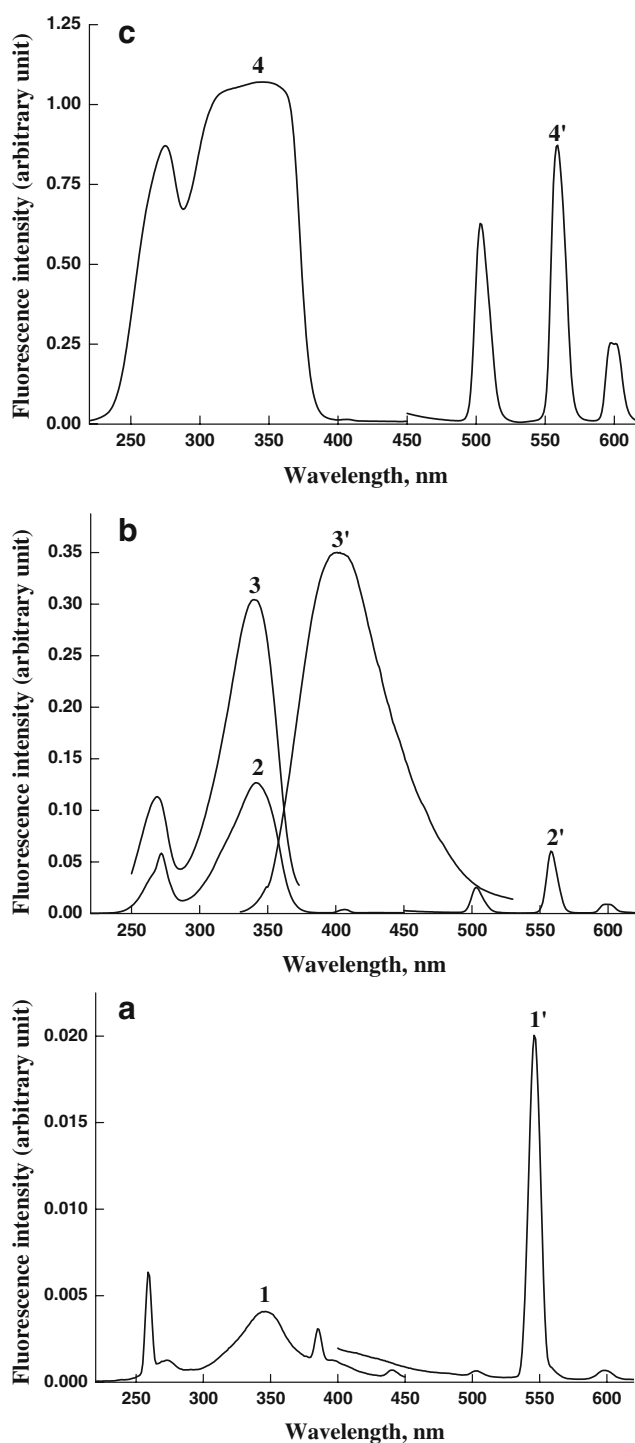 c
Fluorescence intensity (arbitrary unit)
1.25
1.00
0.75
0.50
0.25
0.00
4
4'
250 300 350 400 450 500 550 600
Wavelength, nm
b
Fluorescence intensity (arbitrary unit)
0.35
0.30
0.25
0.20
0.15
0.10
0.05
0.00
3'
3
2
2'
250 300 350 400 450 500 550 600
Wavelength, nm
a
Fluorescence intensity (arbitrary unit)
0.020
0.015
0.010
0.005
0.000
1'
1
250 300 350 400 450 500 550 600
Wavelength, nm